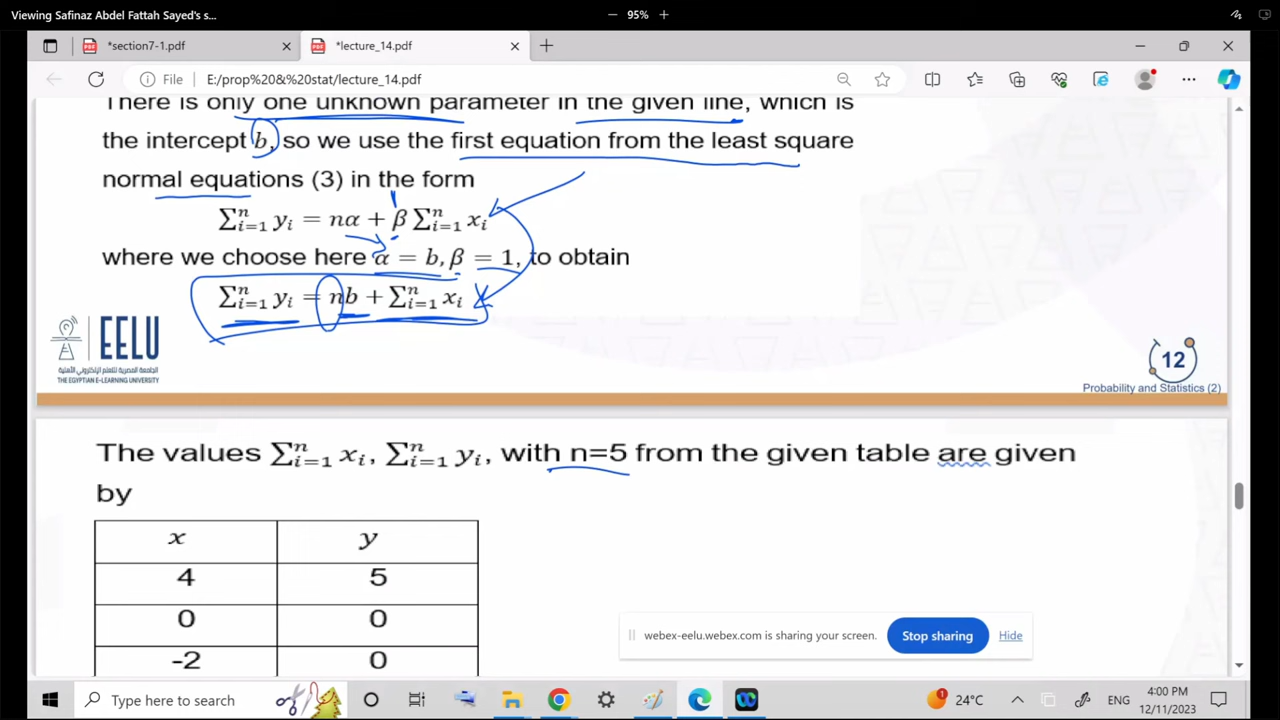 Viewing Safinaz Abdel Fattah Sayed's s...
95%
*section7-1.pdf
*lecture_14.pdf
File
E:/prop%20&%20stat/lecture_14.pdf
There is only one unknown parameter in the given line, which is
the intercept b, so we use the first equation from the least square
normal equations (3) in the form
∑ⁿᵢ₌₁ yᵢ = nα + β ∑ⁿᵢ₌₁ xᵢ
where we choose here α = b, β = 1, to obtain
∑ⁿᵢ₌₁ yᵢ = nb + ∑ⁿᵢ₌₁ xᵢ
EELU
الجامعة المصرية للتعلم الإلكتروني الأهلية
THE EGYPTIAN E-LEARNING UNIVERSITY
12
Probability and Statistics (2)
The values ∑ⁿᵢ₌₁ xᵢ, ∑ⁿᵢ₌₁ yᵢ, with n=5 from the given table are given
by
x y
4 5
0 0
-2 0
webex-eelu.webex.com is sharing your screen.
Stop sharing
Hide
Type here to search
1
24°C
ENG
4:00 PM
12/11/2023